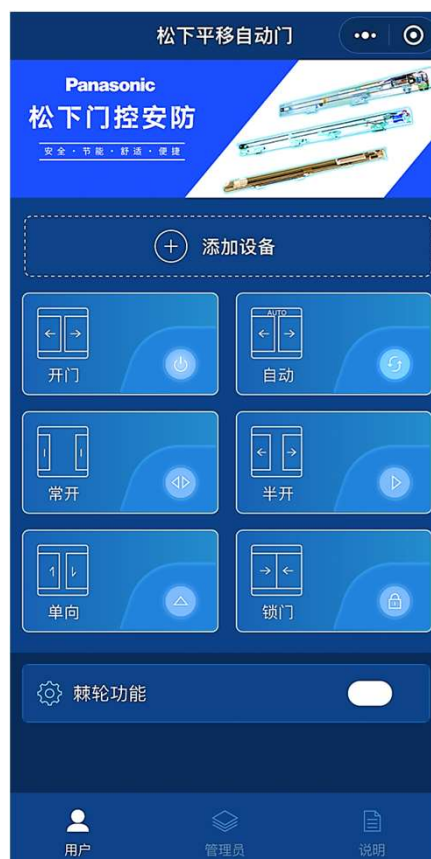 松下平移自动门
Panasonic
松下门控安防
安全·节能·舒适·便捷
添加设备
开门
AUTO
自动
常开
半开
单向
锁门
棘轮功能
用户
管理员
说明